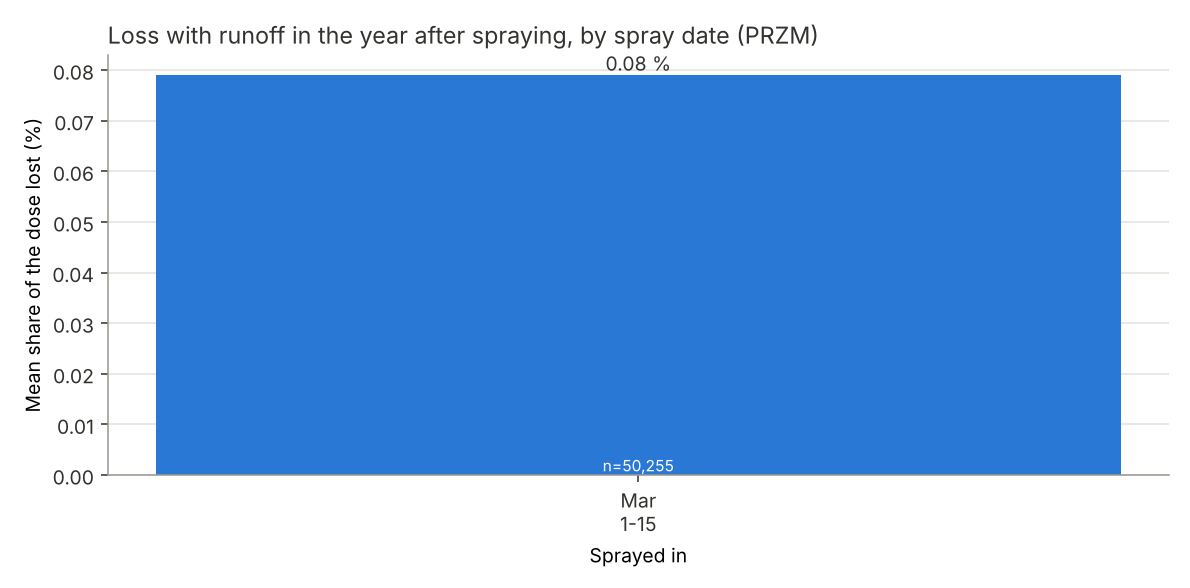 Loss with runoff in the year after spraying, by spray date (PRZM)
0.08 %
Mean share of the dose lost (%)
0.08
0.07
0.06
0.05
0.04
0.03
0.02
0.01
0.00
n=50,255
Mar
1-15
Sprayed in